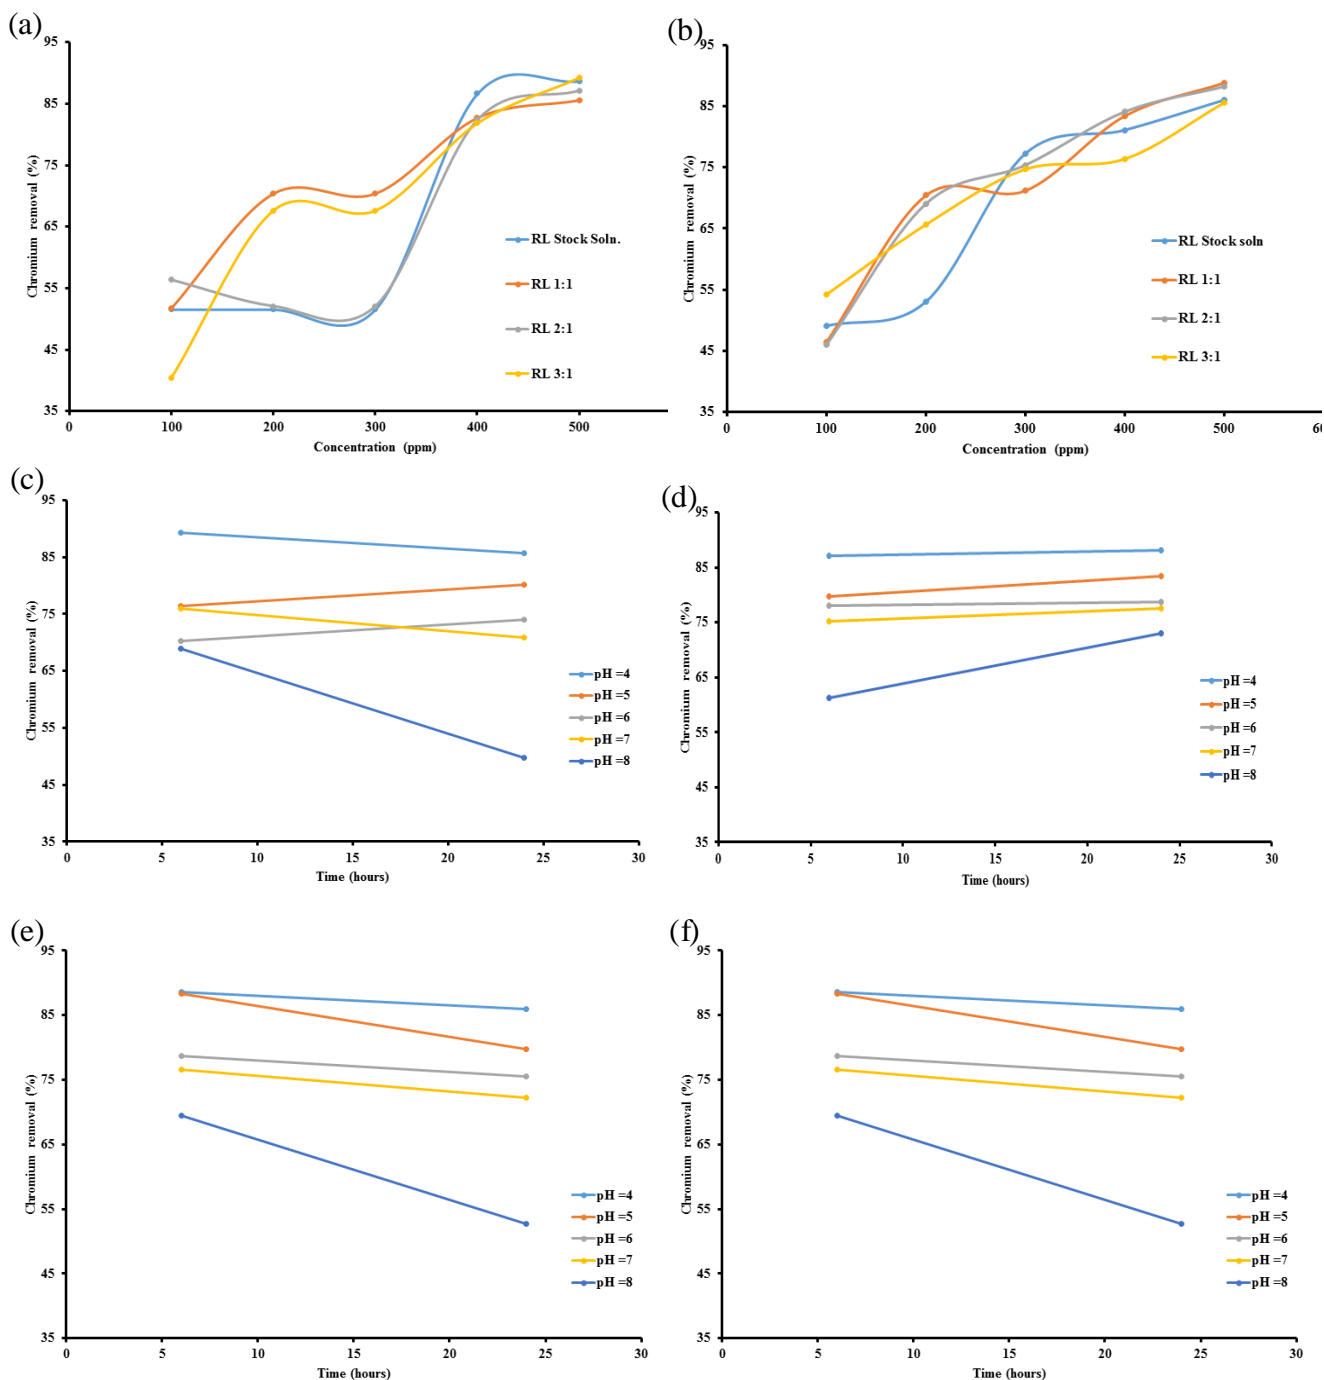 (a)
95
85
75
65
55
45
35
Chromium removal (%)
0
100
200
300
400
500
Concentration (ppm)
RL Stock Soln.
RL 1:1
RL 2:1
RL 3:1
(b)
95
85
75
65
55
45
35
Chromium removal (%)
0
100
200
300
400
500
Concentration (ppm)
RL Stock soln
RL 1:1
RL 2:1
RL 3:1
(c)
95
85
75
65
55
45
35
Chromium removal (%)
0
5
10
15
20
25
30
Time (hours)
pH =4
pH =5
pH =6
pH =7
pH =8
(d)
95
85
75
65
55
45
35
Chromium removal (%)
0
5
10
15
20
25
30
Time (hours)
pH =4
pH =5
pH =6
pH =7
pH =8
(e)
95
85
75
65
55
45
35
Chromium removal (%)
0
5
10
15
20
25
30
Time (hours)
pH =4
pH =5
pH =6
pH =7
pH =8
(f)
95
85
75
65
55
45
35
Chromium removal (%)
0
5
10
15
20
25
30
Time (hours)
pH =4
pH =5
pH =6
pH =7
pH =8